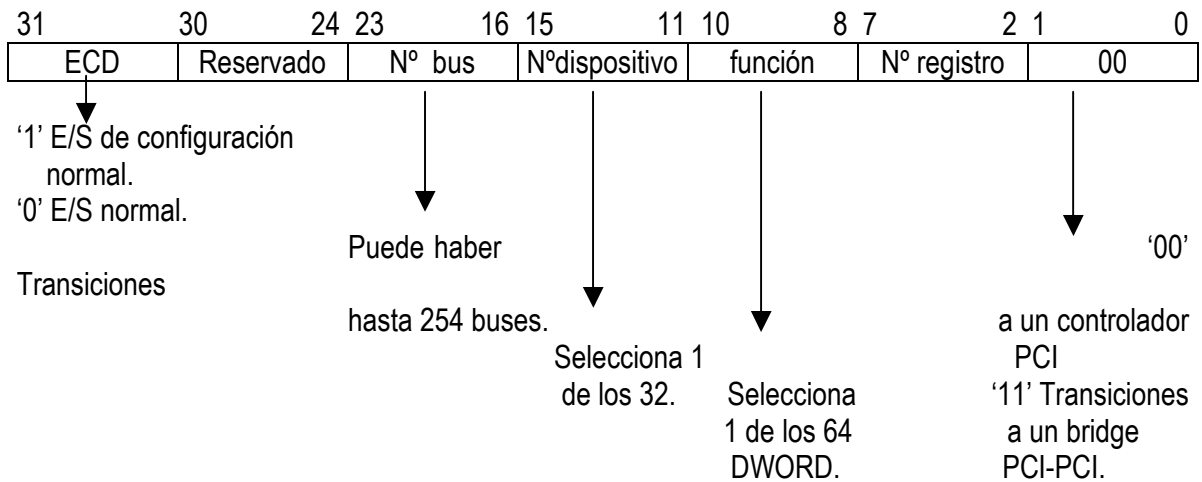 31 30 24 23 16 15 11 10 8 7 2 1 0
ECD Reservado Nº bus Nºdispositivo función Nº registro 00
‘1’ E/S de configuración
normal.
‘0’ E/S normal.
Puede haber ‘00’
Transiciones
hasta 254 buses. a un controlador
Selecciona 1 PCI
de los 32. Selecciona ‘11’ Transiciones
1 de los 64 a un bridge
DWORD. PCI-PCI.